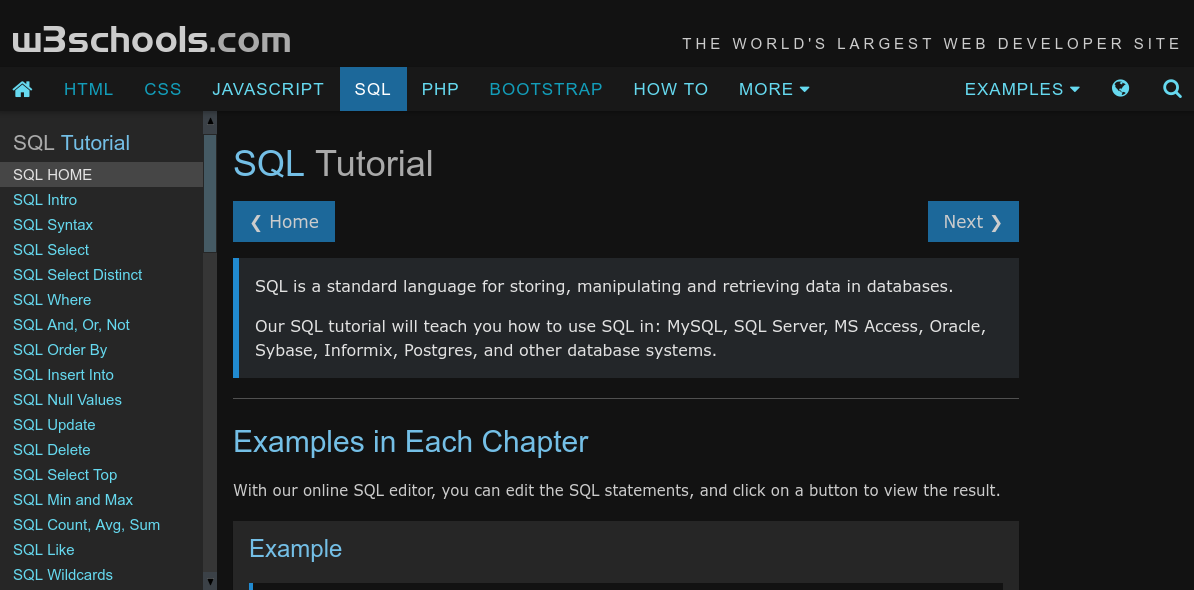 w3schools.com
THE WORLD'S LARGEST WEB DEVELOPER SITE
HTML CSS JAVASCRIPT SQL PHP BOOTSTRAP HOW TO MORE EXAMPLES
SQL Tutorial
SQL HOME
SQL Intro
SQL Syntax
SQL Select
SQL Select Distinct
SQL Where
SQL And, Or, Not
SQL Order By
SQL Insert Into
SQL Null Values
SQL Update
SQL Delete
SQL Select Top
SQL Min and Max
SQL Count, Avg, Sum
SQL Like
SQL Wildcards
SQL Tutorial
❮ Home
Next ❯
SQL is a standard language for storing, manipulating and retrieving data in databases.
Our SQL tutorial will teach you how to use SQL in: MySQL, SQL Server, MS Access, Oracle,
Sybase, Informix, Postgres, and other database systems.
Examples in Each Chapter
With our online SQL editor, you can edit the SQL statements, and click on a button to view the result.
Example